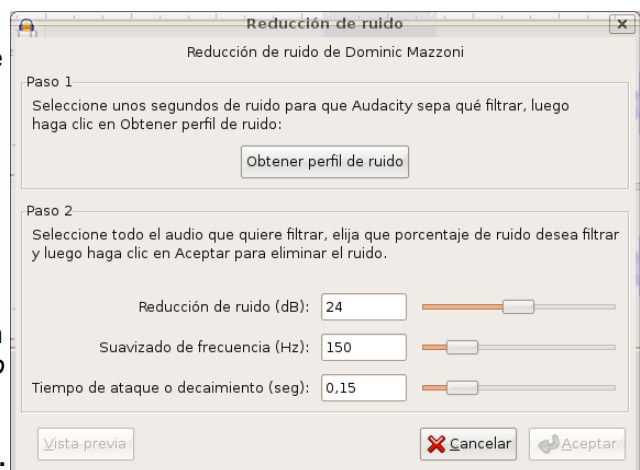 Reducción de ruido
Reducción de ruido de Dominic Mazzoni
Paso 1
Seleccione unos segundos de ruido para que Audacity sepa qué filtrar, luego
haga clic en Obtener perfil de ruido:
Obtener perfil de ruido
Paso 2
Seleccione todo el audio que quiere filtrar, elija que porcentaje de ruido desea filtrar
y luego haga clic en Aceptar para eliminar el ruido.
Reducción de ruido (dB): 24
Suavizado de frecuencia (Hz): 150
Tiempo de ataque o decaimiento (seg): 0,15
Vista previa Cancelar Aceptar